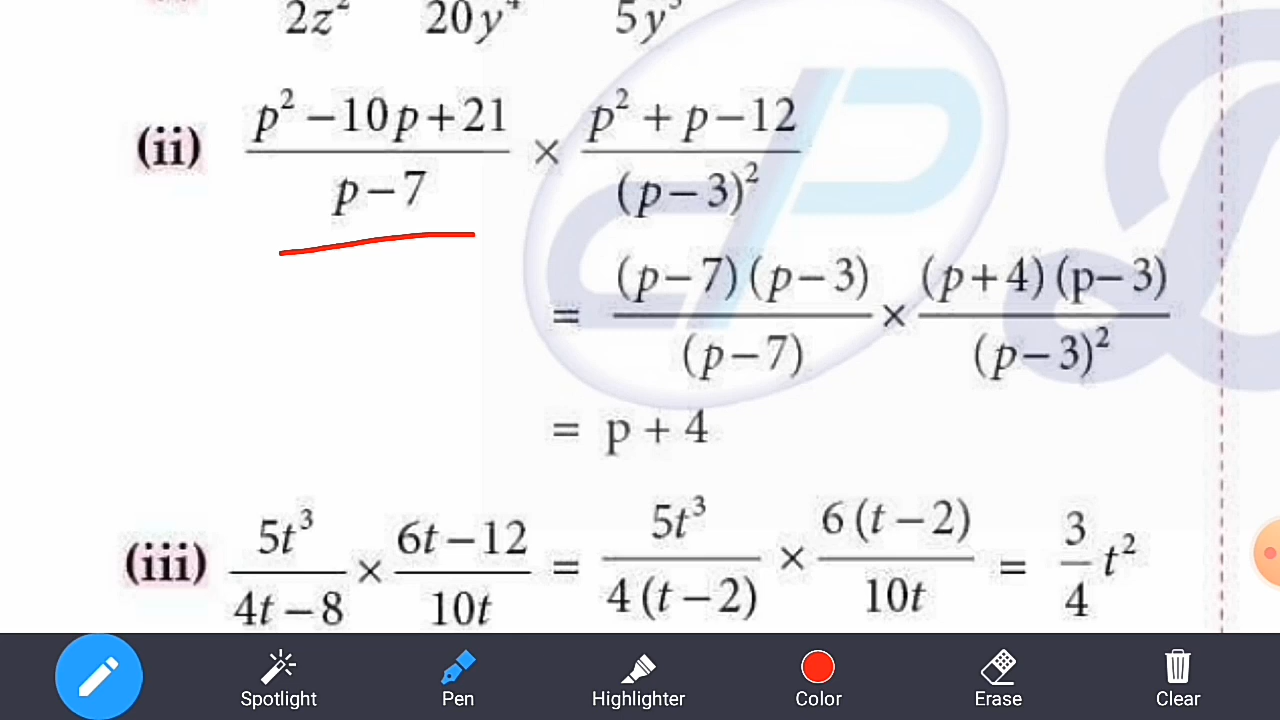 2z² 20y⁴ 5y³
(ii) p² − 10p + 21 / p − 7 × p² + p − 12 / (p − 3)²
= (p − 7)(p − 3) / (p − 7) × (p + 4)(p − 3) / (p − 3)²
= p + 4
(iii) 5t³ / 4t − 8 × 6t − 12 / 10t = 5t³ / 4(t − 2) × 6(t − 2) / 10t = 3/4 t²
Spotlight Pen Highlighter Color Erase Clear